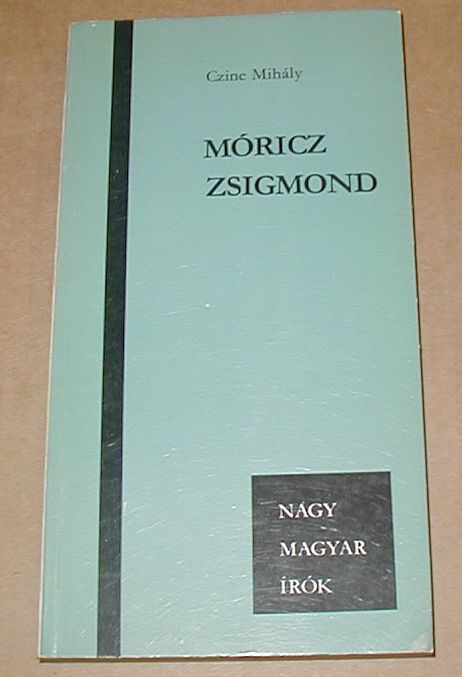 Czine Mihály
MÓRICZ
ZSIGMOND
NAGY
MAGYAR
ÍRÓK